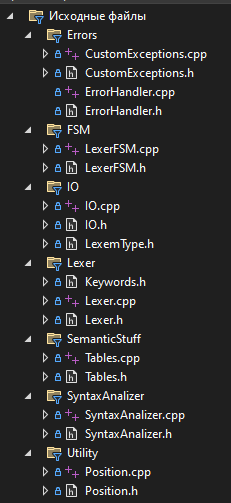 Исходные файлы
Errors
CustomExceptions.cpp
CustomExceptions.h
ErrorHandler.cpp
ErrorHandler.h
FSM
LexerFSM.cpp
LexerFSM.h
IO
IO.cpp
IO.h
LexemType.h
Lexer
Keywords.h
Lexer.cpp
Lexer.h
SemanticStuff
Tables.cpp
Tables.h
SyntaxAnalizer
SyntaxAnalizer.cpp
SyntaxAnalizer.h
Utility
Position.cpp
Position.h